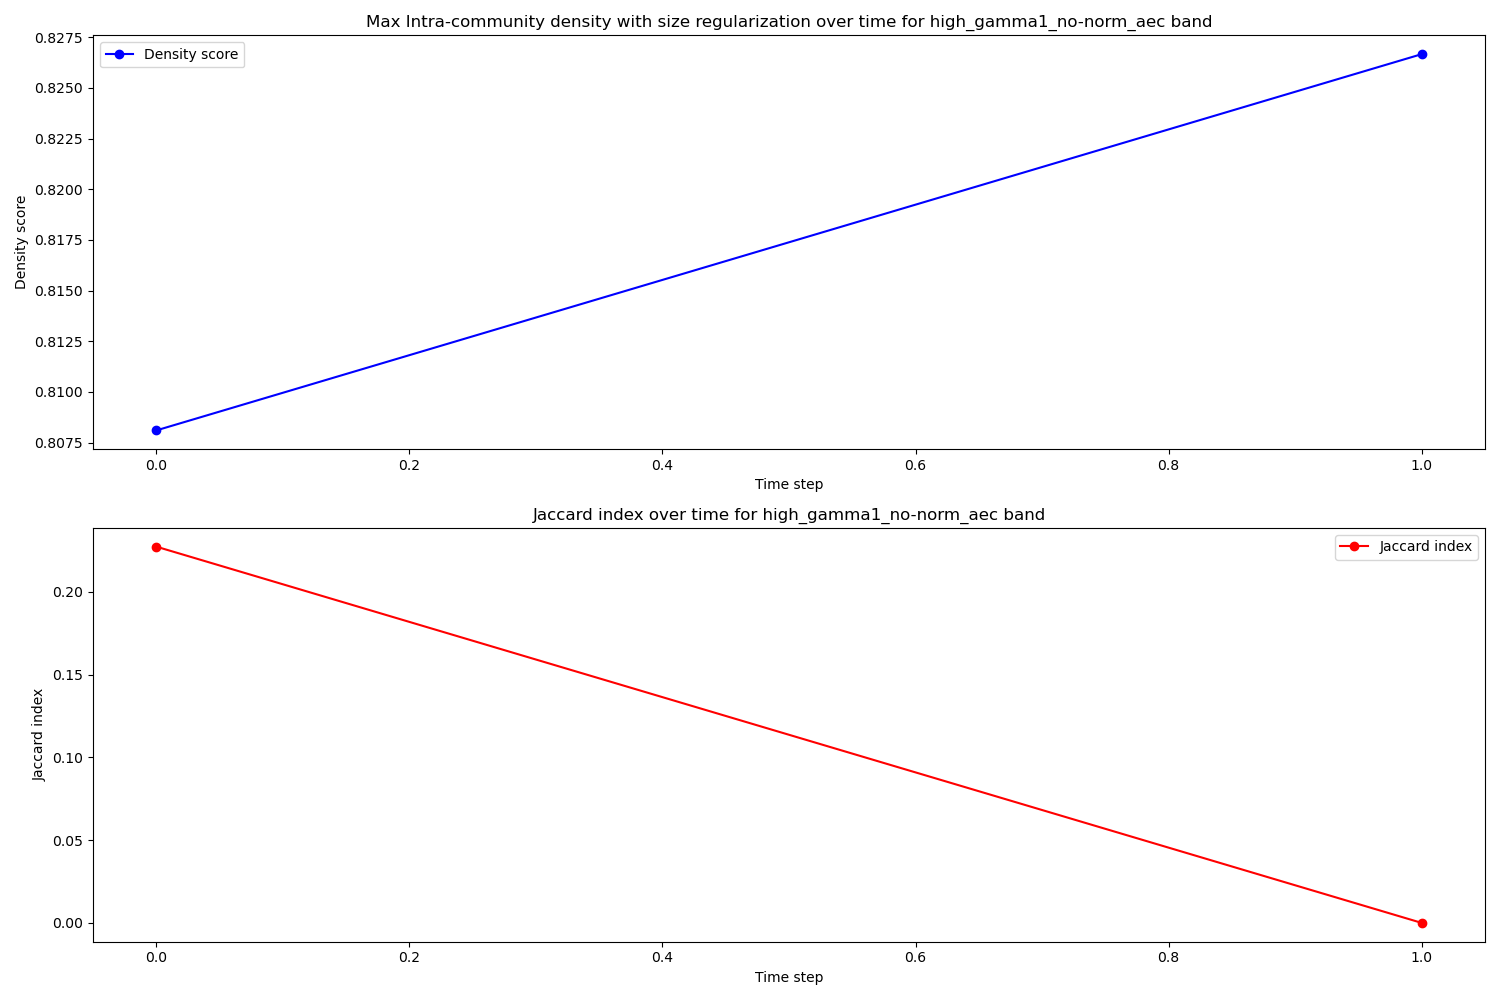 Max Intra-community density with size regularization over time for high_gamma1_no-norm_aec band
Density score
0.8275
0.8250
0.8225
0.8200
0.8175
0.8150
0.8125
0.8100
0.8075
Density score
0.0 0.2 0.4 0.6 0.8 1.0
Time step
Jaccard index over time for high_gamma1_no-norm_aec band
Jaccard index
0.20
0.15
0.10
0.05
0.00
Jaccard index
0.0 0.2 0.4 0.6 0.8 1.0
Time step